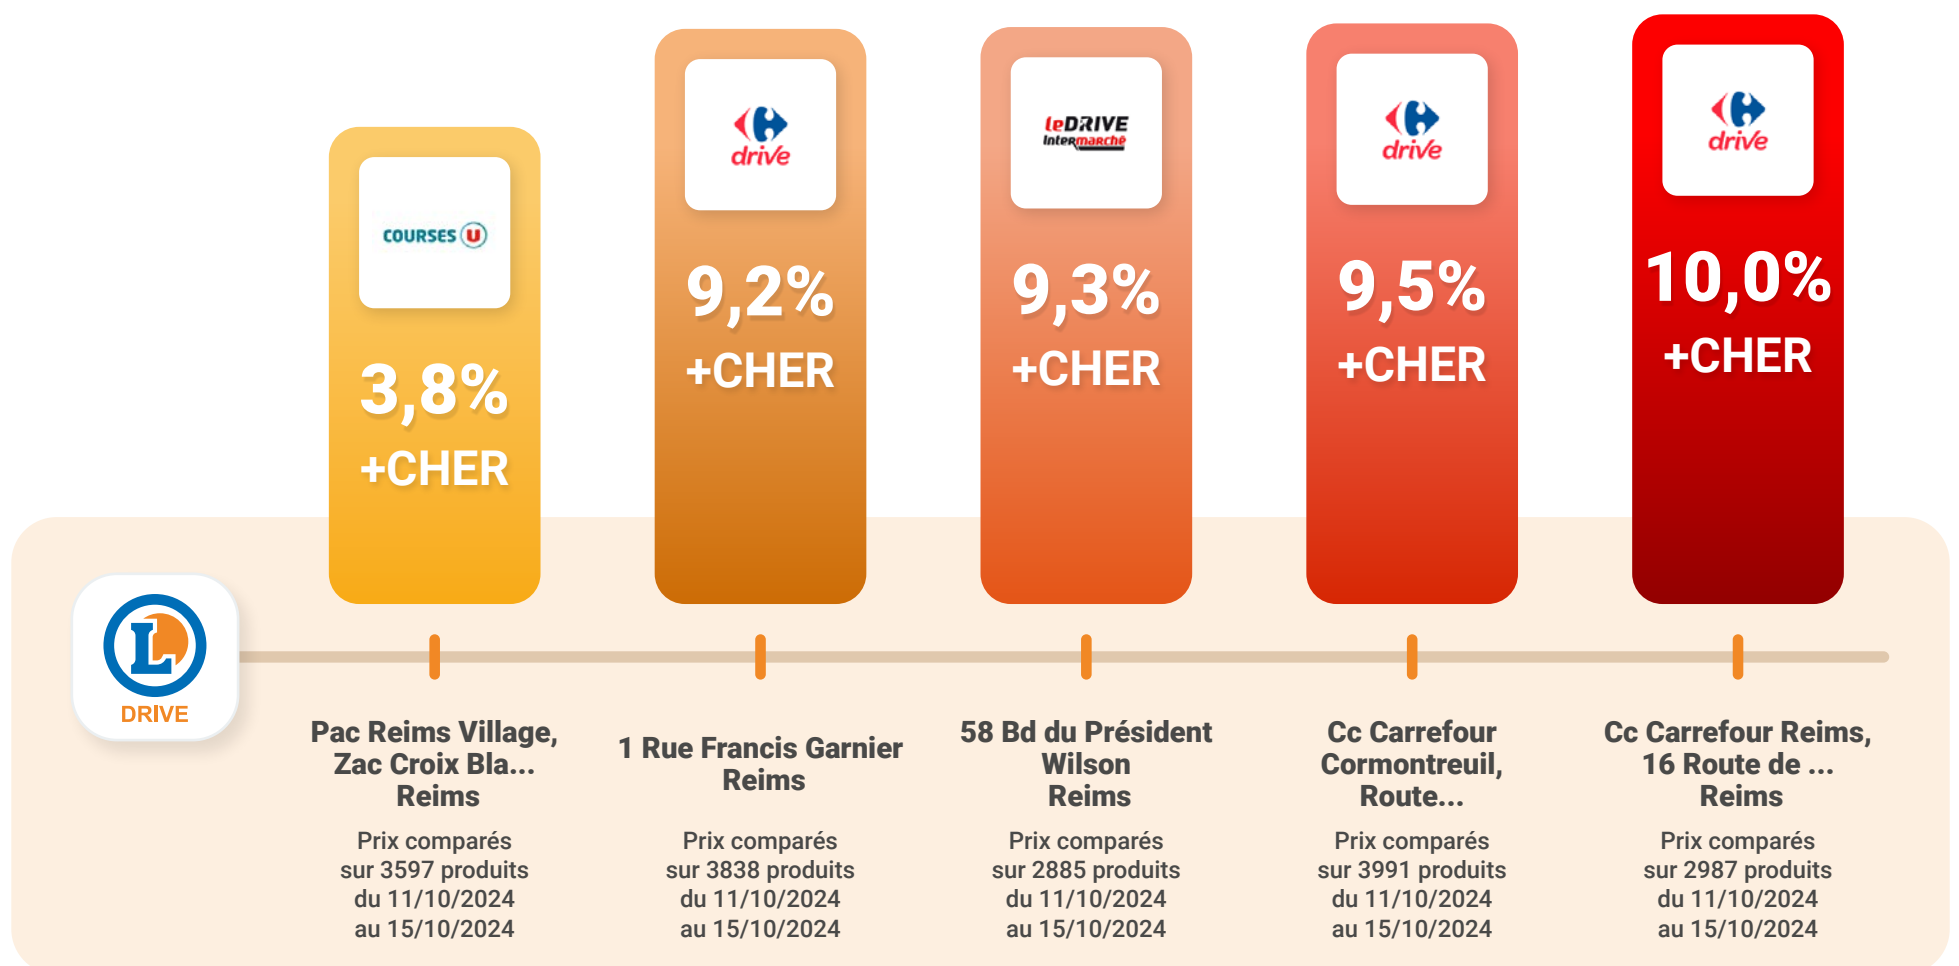 COURSES U
3,8%
+CHER
drive
9,2%
+CHER
leDRIVE
Intermarché
9,3%
+CHER
drive
9,5%
+CHER
drive
10,0%
+CHER
L
DRIVE
Pac Reims Village,
Zac Croix Bla...
Reims
Prix comparés
sur 3597 produits
du 11/10/2024
au 15/10/2024
1 Rue Francis Garnier
Reims
Prix comparés
sur 3838 produits
du 11/10/2024
au 15/10/2024
58 Bd du Président
Wilson
Reims
Prix comparés
sur 2885 produits
du 11/10/2024
au 15/10/2024
Cc Carrefour
Cormontreuil,
Route...
Prix comparés
sur 3991 produits
du 11/10/2024
au 15/10/2024
Cc Carrefour Reims,
16 Route de ...
Reims
Prix comparés
sur 2987 produits
du 11/10/2024
au 15/10/2024